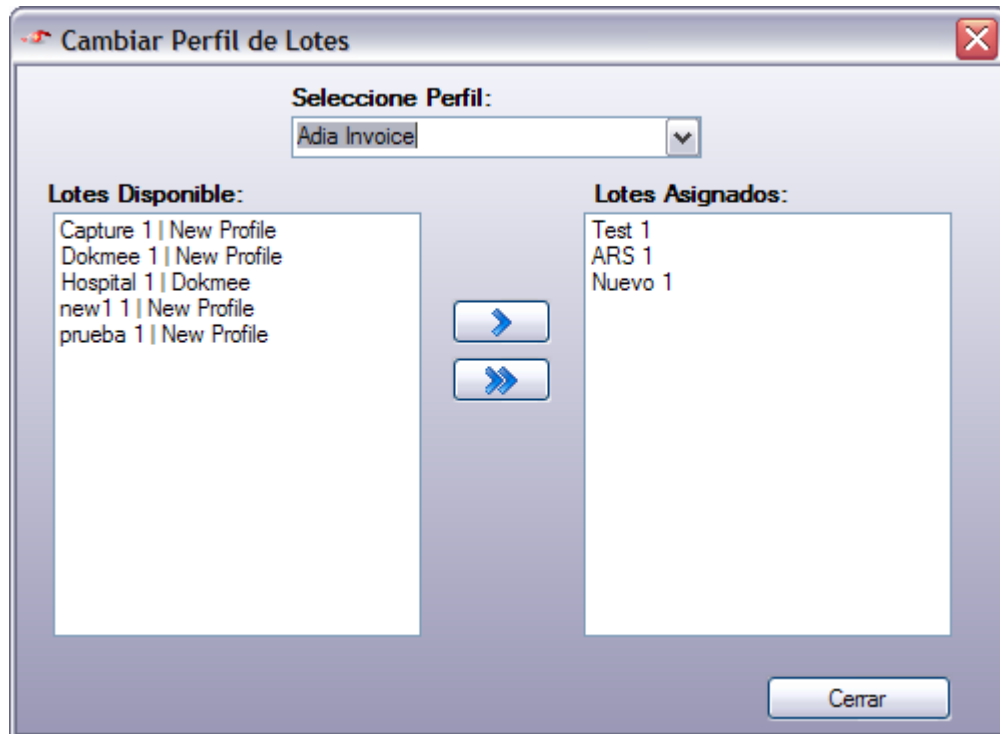 Cambiar Perfil de Lotes
Seleccione Perfil:
Adia Invoice
Lotes Disponible:
Capture 1 | New Profile
Dokmee 1 | New Profile
Hospital 1 | Dokmee
new1 1 | New Profile
prueba 1 | New Profile
Lotes Asignados:
Test 1
ARS 1
Nuevo 1
Cerrar